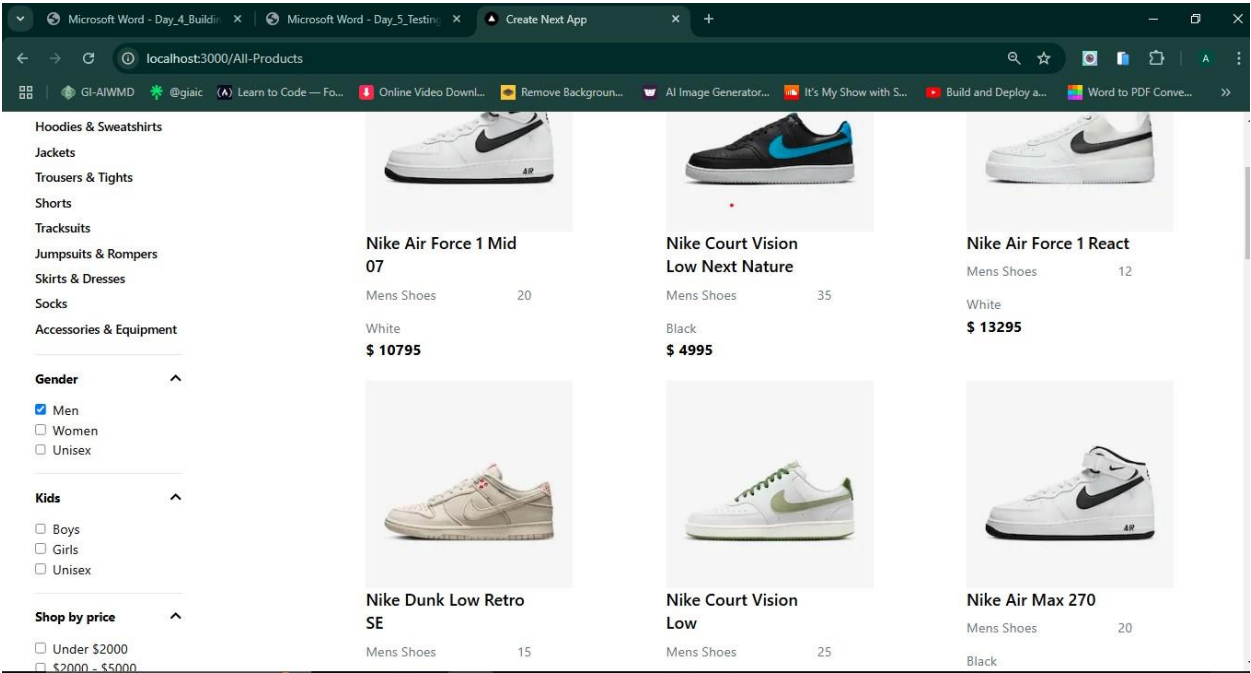 Microsoft Word - Day_4_Buildin
Microsoft Word - Day_5_Testing
Create Next App
localhost:3000/All-Products
A
GI-AIWMD
@giaic
Learn to Code — Fo...
Online Video Downl...
Remove Backgroun...
AI Image Generator...
It's My Show with S...
Build and Deploy a...
Word to PDF Conve...
Hoodies & Sweatshirts
Jackets
Trousers & Tights
Shorts
Tracksuits
Jumpsuits & Rompers
Skirts & Dresses
Socks
Accessories & Equipment
Gender
Men
Women
Unisex
Kids
Boys
Girls
Unisex
Shop by price
Under $2000
$2000 - $5000
AIR
Nike Air Force 1 Mid
07
Mens Shoes 20
White
$ 10795
Nike Court Vision
Low Next Nature
Mens Shoes 35
Black
$ 4995
Nike Air Force 1 React
Mens Shoes 12
White
$ 13295
Nike Dunk Low Retro
SE
Mens Shoes 15
Nike Court Vision
Low
Mens Shoes 25
AIR
Nike Air Max 270
Mens Shoes 20
Black